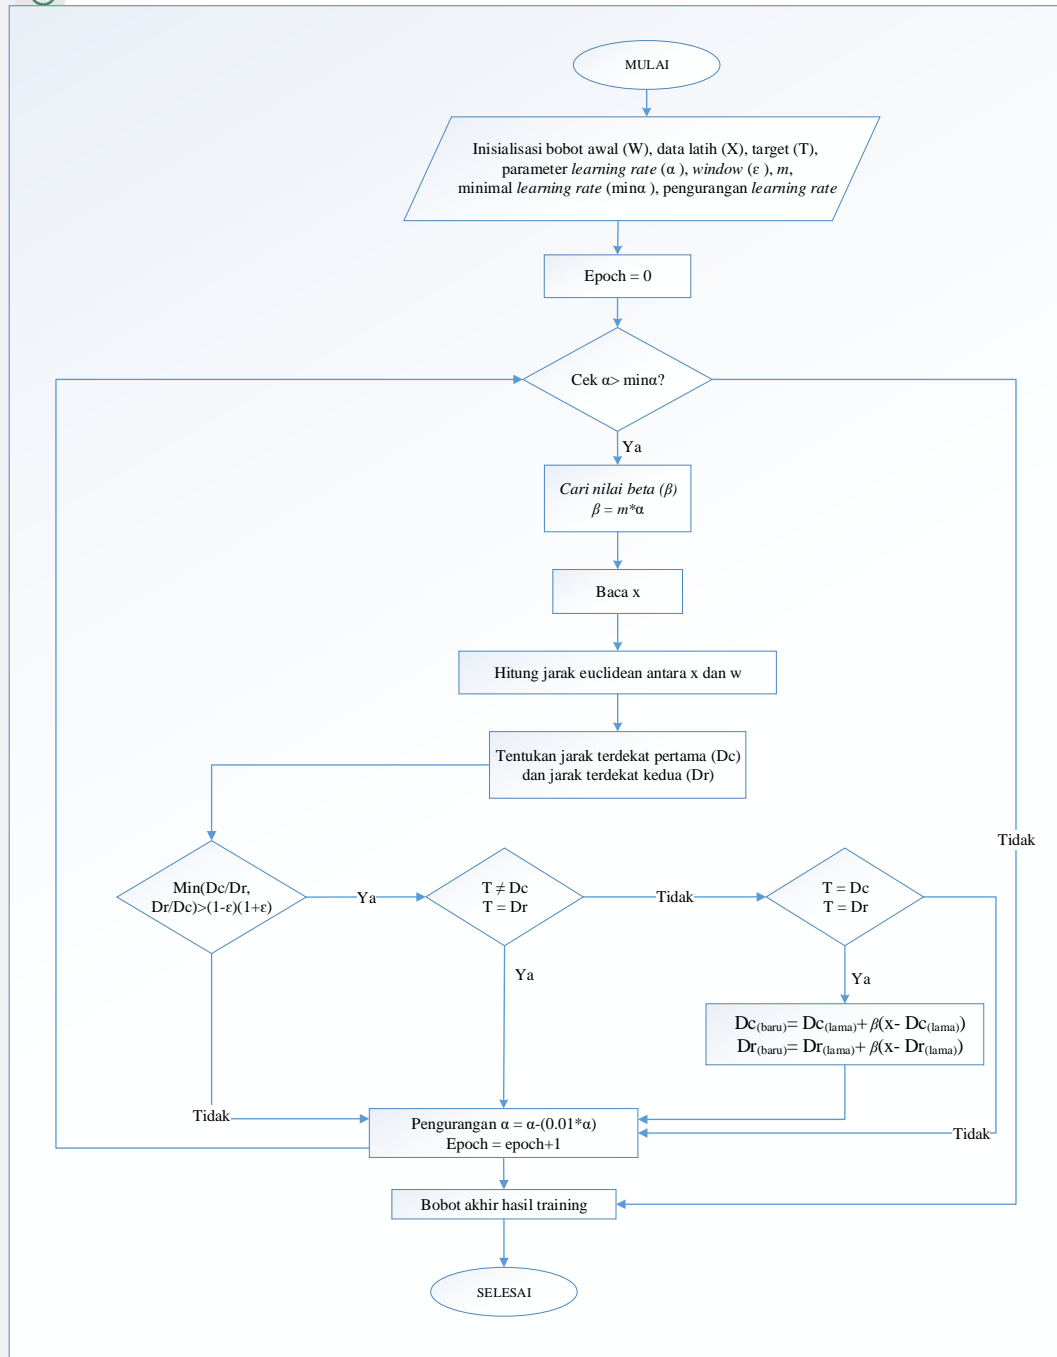 MULAI
Inisialisasi bobot awal (W), data latih (X), target (T),
parameter learning rate (α ), window (ε ), m,
minimal learning rate (minα ), pengurangan learning rate
Epoch = 0
Cek α> minα?
Ya
Cari nilai beta (β)
β = m*α
Baca x
Hitung jarak euclidean antara x dan w
Tentukan jarak terdekat pertama (Dc)
dan jarak terdekat kedua (Dr)
Tidak
Min(Dc/Dr,
Dr/Dc)>(1-ε)(1+ε)
Ya
T ≠ Dc
T = Dr
Tidak
T = Dc
T = Dr
Ya
Ya
Dc(baru)= Dc(lama)+ β(x- Dc(lama))
Dr(baru)= Dr(lama)+ β(x- Dr(lama))
Tidak
Pengurangan α = α-(0.01*α)
Epoch = epoch+1
Tidak
Bobot akhir hasil training
SELESAI